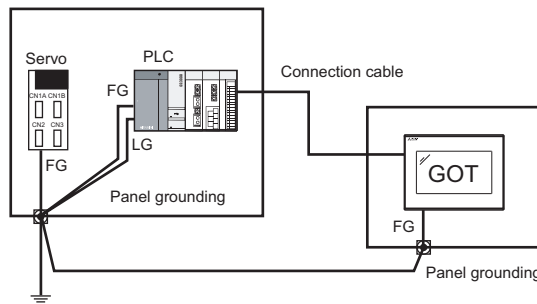 Servo
PLC
CN1A CN1B
CN2 CN3
FG
FG
LG
Connection cable
Panel grounding
GOT
FG
Panel grounding